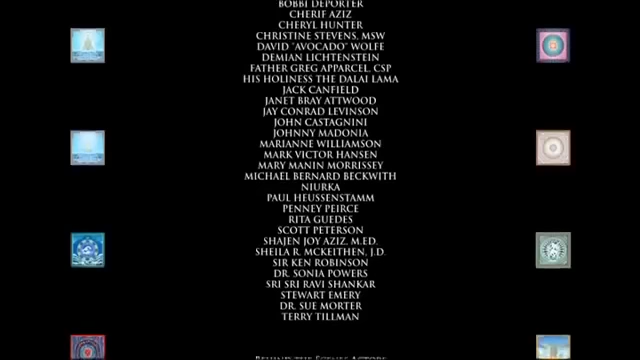 BOBBI DEPORTER
CHERIF AZIZ
CHERYL HUNTER
CHRISTINE STEVENS, MSW
DAVID "AVOCADO" WOLFE
DEMIAN LICHTENSTEIN
FATHER GREG APPARCEL, CSP
HIS HOLINESS THE DALAI LAMA
JACK CANFIELD
JANET BRAY ATTWOOD
JAY CONRAD LEVINSON
JOHN CASTAGNINI
JOHNNY MADONIA
MARIANNE WILLIAMSON
MARK VICTOR HANSEN
MARY MANIN MORRISSEY
MICHAEL BERNARD BECKWITH
NIURKA
PAUL HEUSSENSTAMM
PENNEY PEIRCE
RITA GUEDES
SCOTT PETERSON
SHAJEN JOY AZIZ, M.ED.
SHEILA R. MCKEITHEN, J.D.
SIR KEN ROBINSON
DR. SONIA POWERS
SRI SRI RAVI SHANKAR
STEWART EMERY
DR. SUE MORTER
TERRY TILLMAN
BEHIND THE SCENES ACTORS